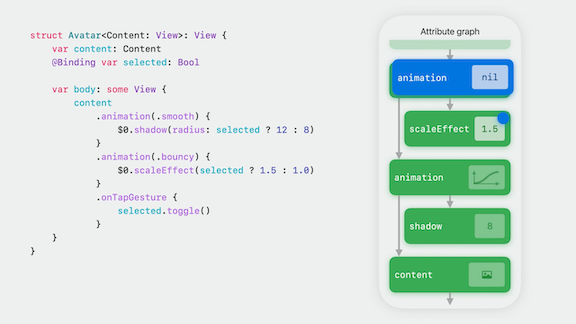 struct Avatar<Content: View>: View {
    var content: Content
    @Binding var selected: Bool

    var body: some View {
        content
            .animation(.smooth) {
                $0.shadow(radius: selected ? 12 : 8)
            }
            .animation(.bouncy) {
                $0.scaleEffect(selected ? 1.5 : 1.0)
            }
            .onTapGesture {
                selected.toggle()
            }
    }
}
Attribute graph
animation nil
scaleEffect 1.5
animation
shadow 8
content